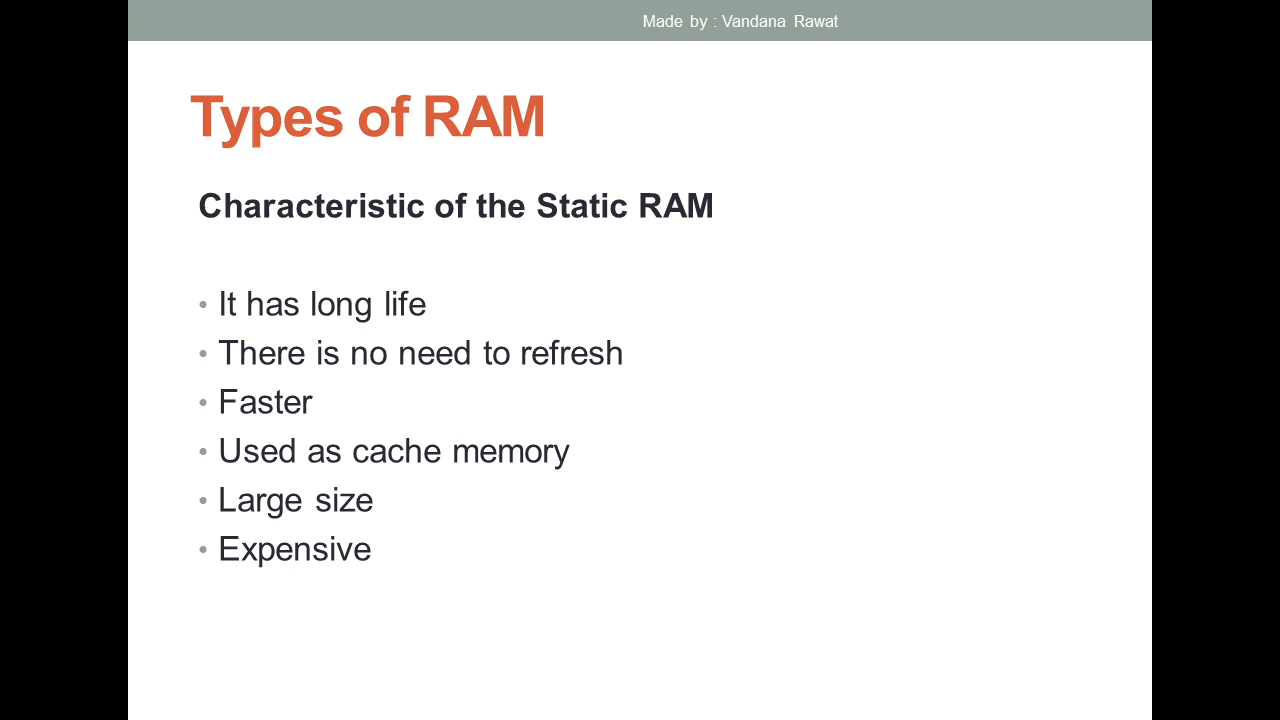 Made by : Vandana Rawat
Types of RAM
Characteristic of the Static RAM
• It has long life
• There is no need to refresh
• Faster
• Used as cache memory
• Large size
• Expensive